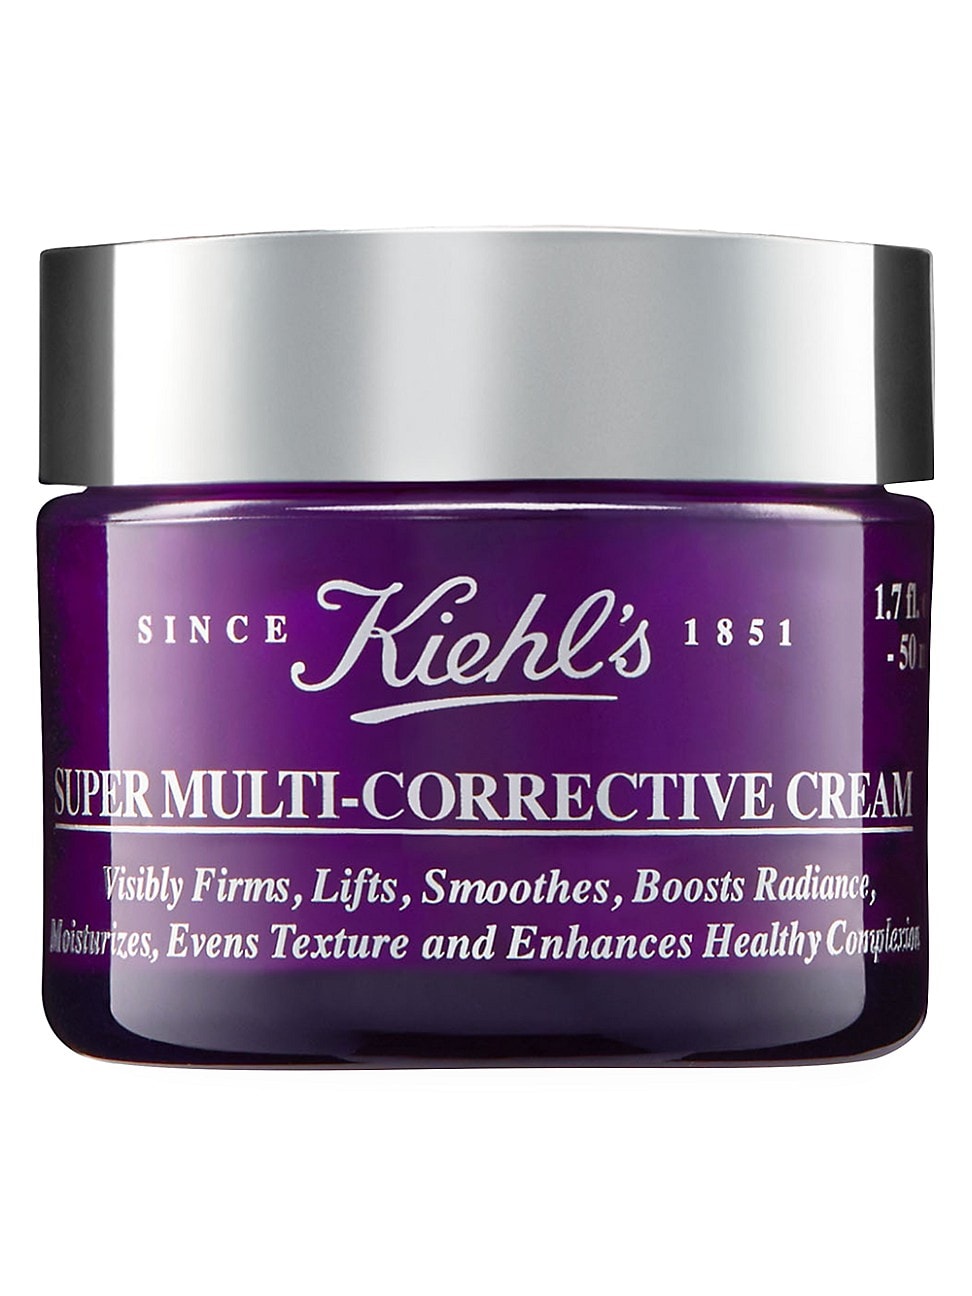 SINCE Kiehl's 1851
1.7 fl.
- 50
SUPER MULTI-CORRECTIVE CREAM
Visibly Firms, Lifts, Smoothes, Boosts Radiance,
Moisturizes, Evens Texture and Enhances Healthy Complexion